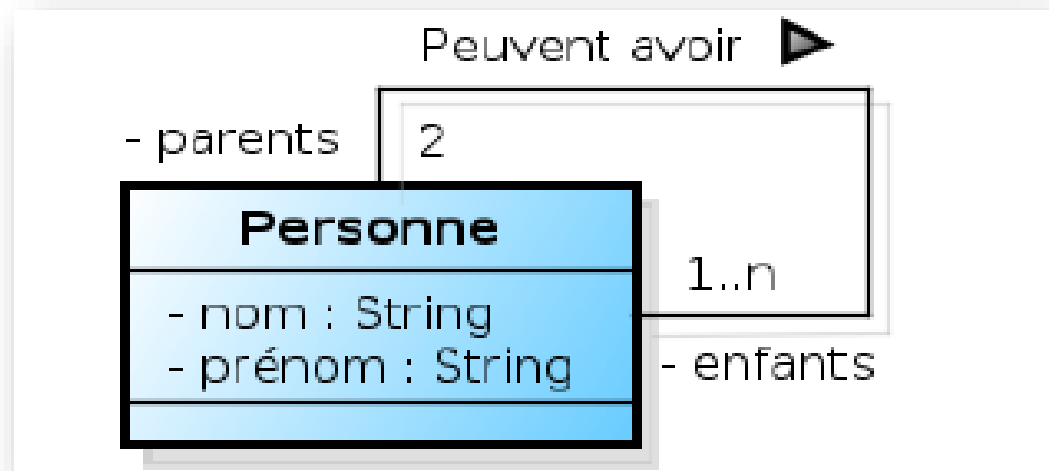 Peuvent avoir
- parents
2
Personne
- nom : String
- prénom : String
1..n
- enfants